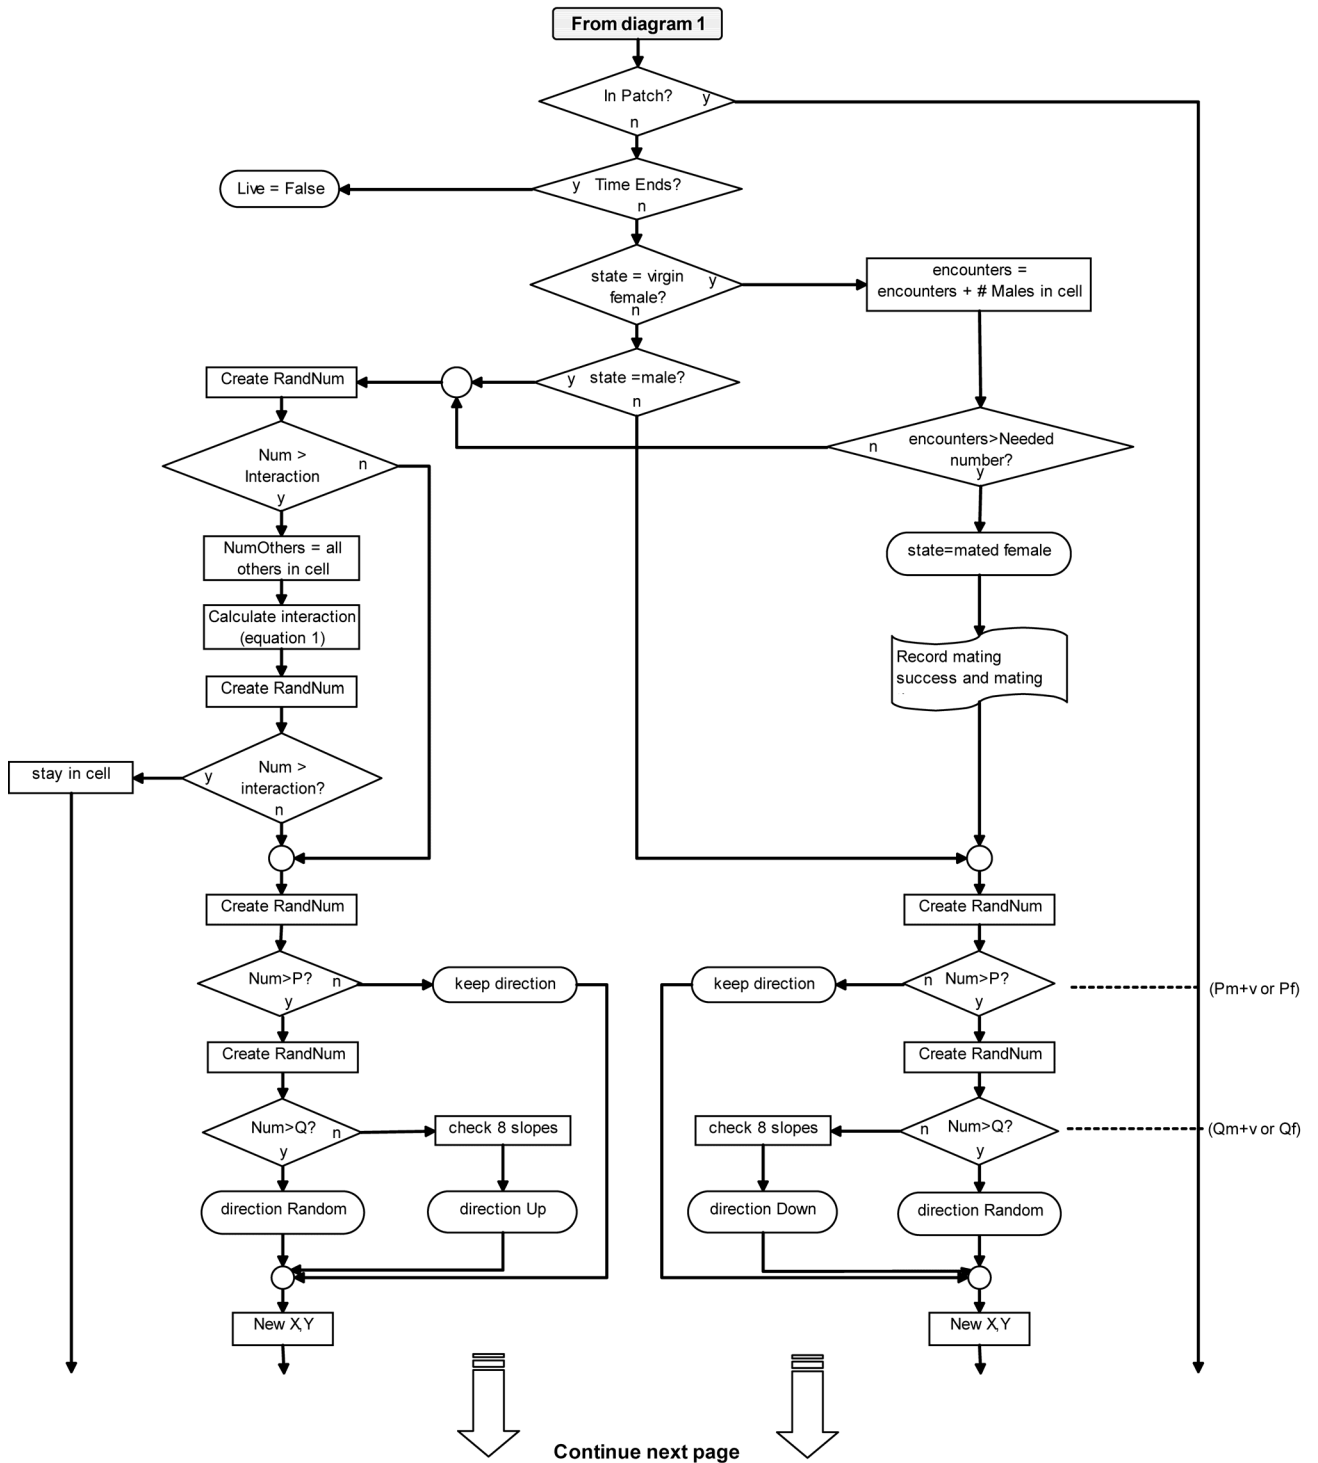 From diagram 1
In Patch?
y
n
y
Time Ends?
n
Live = False
state = virgin
female?
y
n
encounters =
encounters + # Males in cell
Create RandNum
y
state =male?
n
encounters>Needed
number?
n
y
Num >
Interaction
n
y
NumOthers = all
others in cell
state=mated female
Calculate interaction
(equation 1)
Record mating
success and mating
Create RandNum
stay in cell
y
Num >
interaction?
n
Create RandNum
Create RandNum
Num>P?
n
y
keep direction
keep direction
n
Num>P?
y
(Pm+v or Pf)
Create RandNum
Create RandNum
Num>Q?
n
y
check 8 slopes
check 8 slopes
n
Num>Q?
y
(Qm+v or Qf)
direction Random
direction Up
direction Down
direction Random
New X,Y
New X,Y
Continue next page